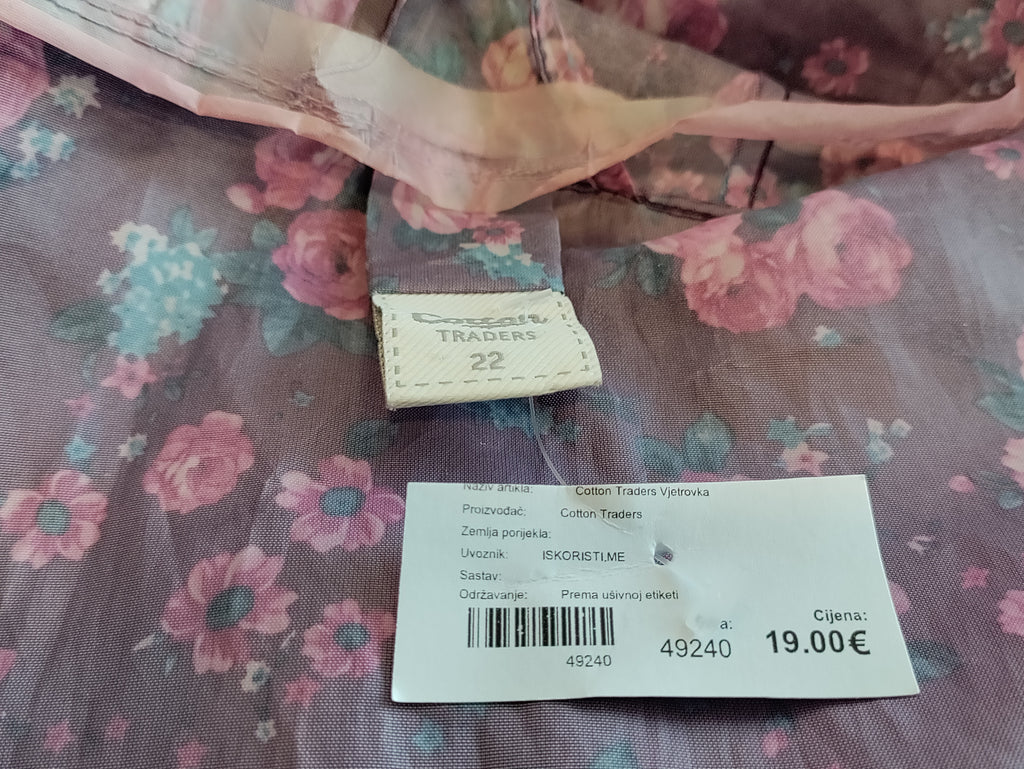 Cotton
TRADERS
22
Naziv artikla: Cotton Traders Vjetrovka
Proizvođač: Cotton Traders
Zemlja porijekla:
Uvoznik: ISKORISTI,ME
Sastav:
Održavanje: Prema ušivnoj etiketi
a: Cijena:
49240 19.00€
49240